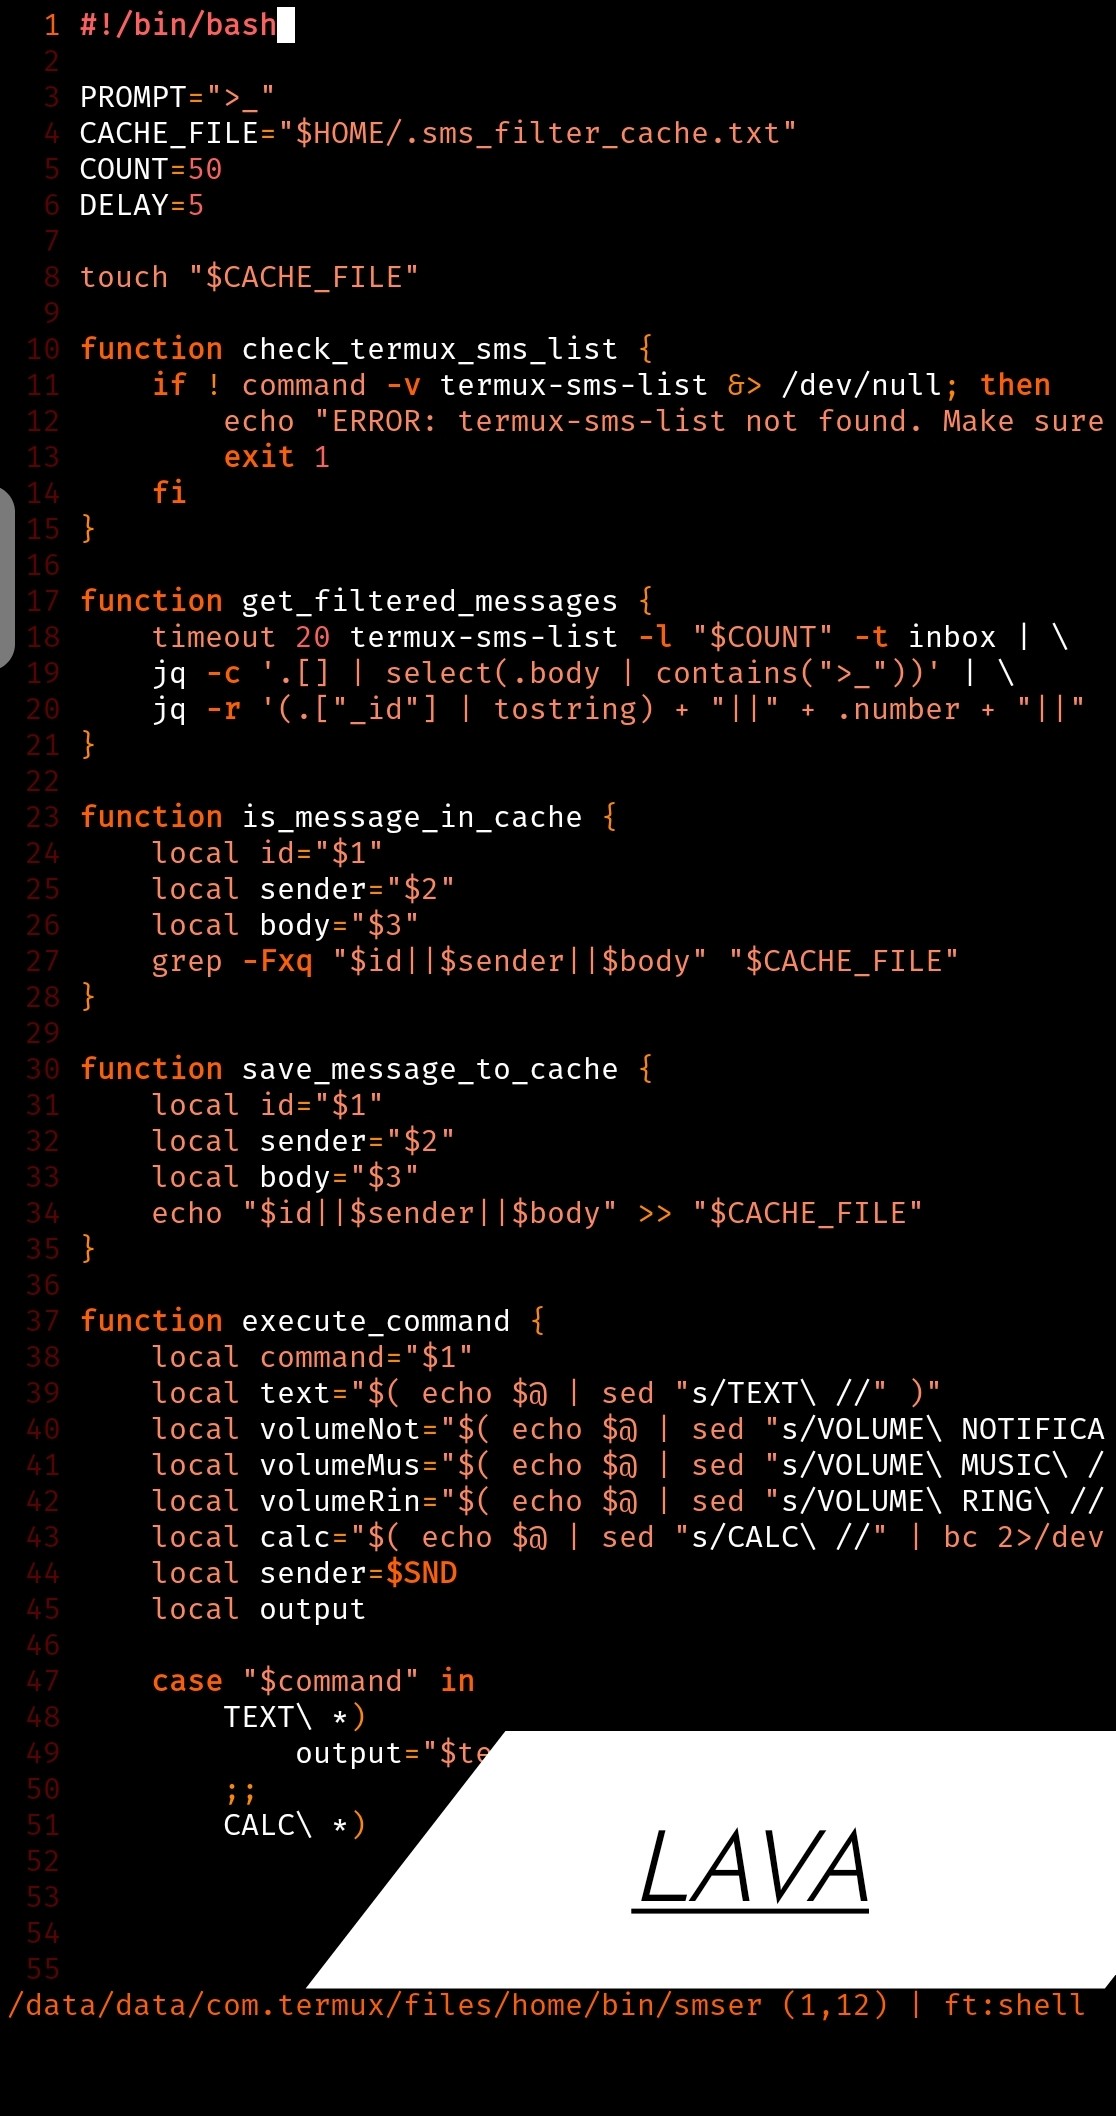 1 #!/bin/bash
2
3 PROMPT=">_"
4 CACHE_FILE="$HOME/.sms_filter_cache.txt"
5 COUNT=50
6 DELAY=5
7
8 touch "$CACHE_FILE"
9
10 function check_termux_sms_list {
11     if ! command -v termux-sms-list &> /dev/null; then
12         echo "ERROR: termux-sms-list not found. Make sure
13         exit 1
14     fi
15 }
16
17 function get_filtered_messages {
18     timeout 20 termux-sms-list -l "$COUNT" -t inbox | \
19     jq -c '.[] | select(.body | contains(">_"))' | \
20     jq -r '(.["_id"] | tostring) + "||" + .number + "||"
21 }
22
23 function is_message_in_cache {
24     local id="$1"
25     local sender="$2"
26     local body="$3"
27     grep -Fxq "$id||$sender||$body" "$CACHE_FILE"
28 }
29
30 function save_message_to_cache {
31     local id="$1"
32     local sender="$2"
33     local body="$3"
34     echo "$id||$sender||$body" >> "$CACHE_FILE"
35 }
36
37 function execute_command {
38     local command="$1"
39     local text="$( echo $@ | sed "s/TEXT\ //" )"
40     local volumeNot="$( echo $@ | sed "s/VOLUME\ NOTIFICA
41     local volumeMus="$( echo $@ | sed "s/VOLUME\ MUSIC\ /
42     local volumeRin="$( echo $@ | sed "s/VOLUME\ RING\ //
43     local calc="$( echo $@ | sed "s/CALC\ //" | bc 2>/dev
44     local sender=$SND
45     local output
46
47     case "$command" in
48         TEXT\ *)
49             output="$te
50         ;;
51         CALC\ *)
52
53
54
55
LAVA
/data/data/com.termux/files/home/bin/smser (1,12) | ft:shell